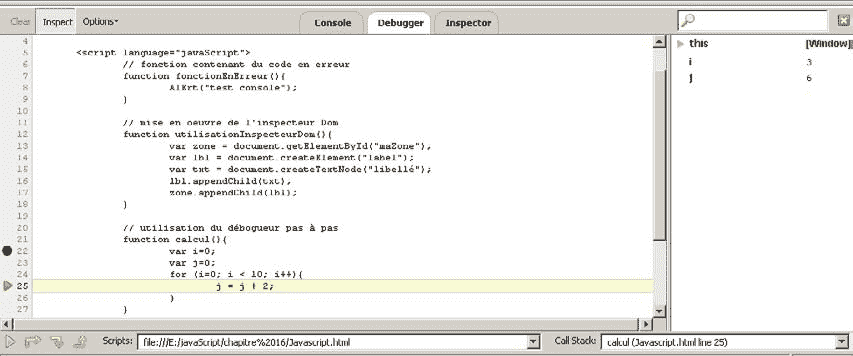 Clear Inspect Options Console Debugger Inspector
4
5 <script language="javaScript">
6 // fonction contenant du code en erreur
7 function fonctionEnErreur(){
8 AlErt("test console");
9 }
10
11 // mise en oeuvre de l'inspecteur Dom
12 function utilisationInspecteurDom(){
13 var zone = document.getElementById("maZone");
14 var lbl = document.createElement("label");
15 var txt = document.createTextNode("libellé");
16 lbl.appendChild(txt);
17 zone.appendChild(lbl);
18 }
19
20 // utilisation du débogueur pas à pas
21 function calcul(){
22 var i=0;
23 var j=0;
24 for (i=0; i < 10; i++){
25 j = j + 2;
26 }
27 }
this [Window]
i 3
j 6
Scripts: file:///E:/javaScript/chapitre%2016/Javascript.html Call Stack: calcul (Javascript.html line 25)